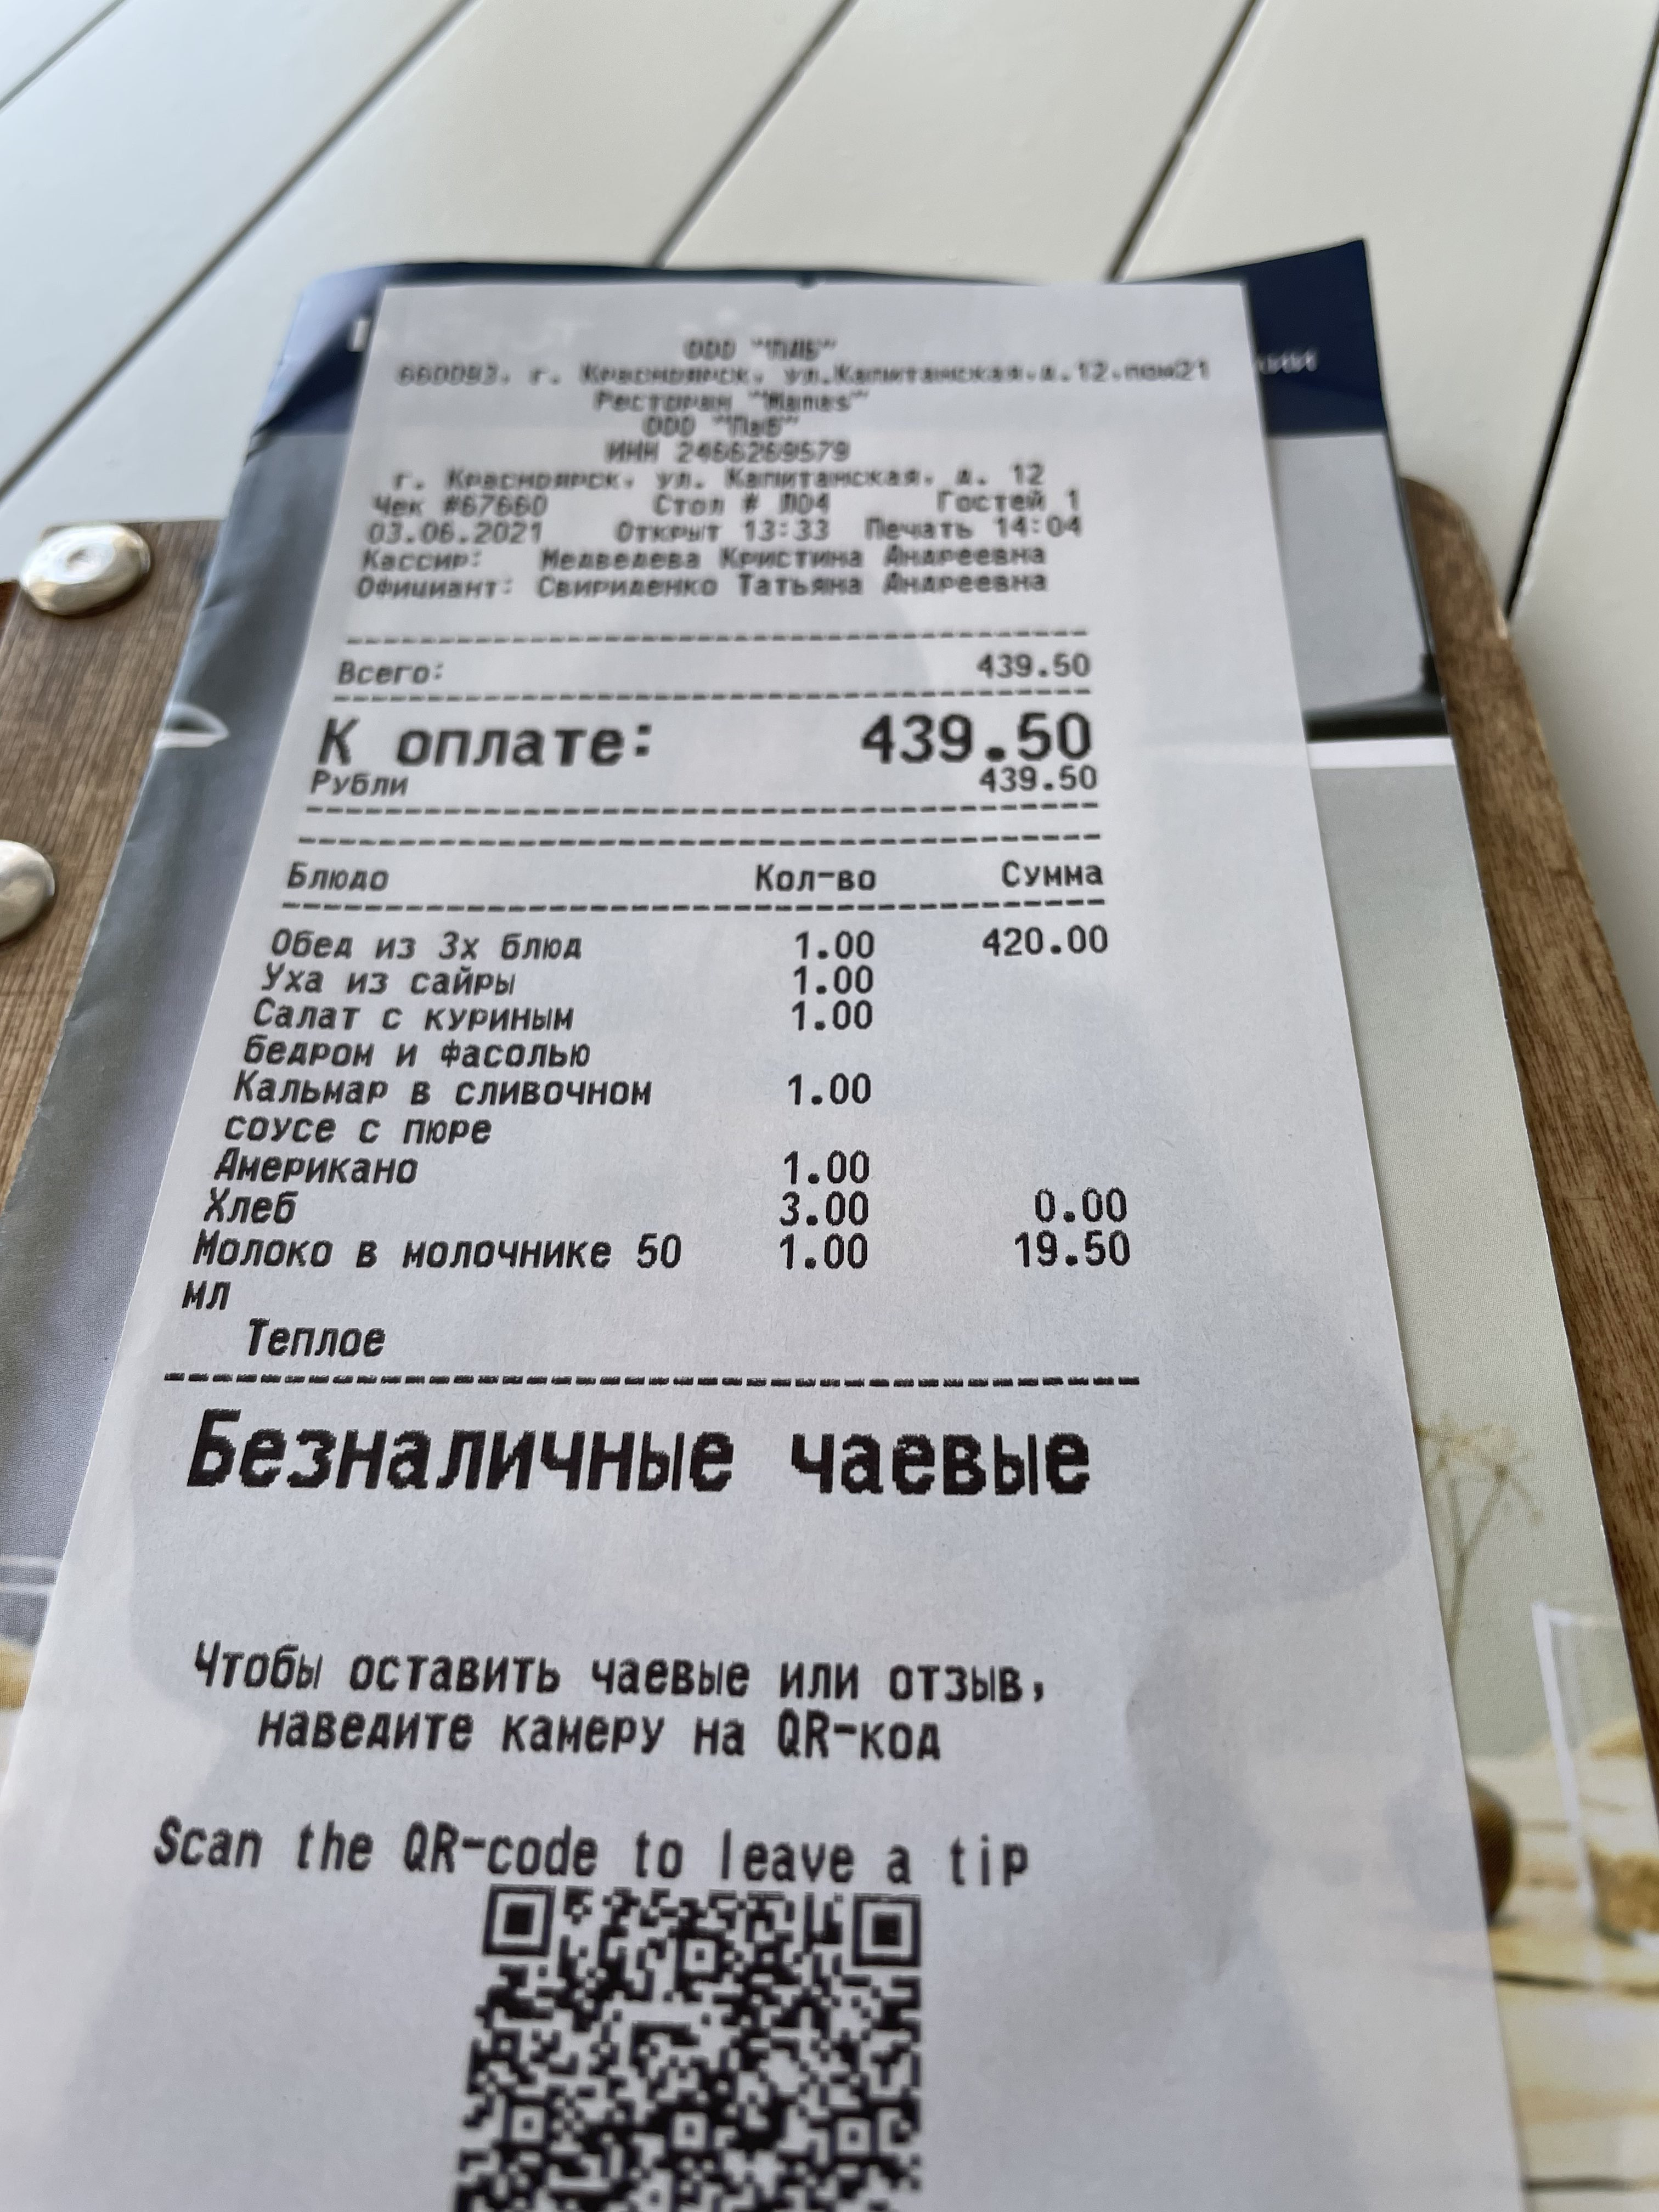 ООО ""ПАБ""
660093, г. Красноярск, ул.Капитанская,д.12,пом21
Ресторан "Mames"
ООО ""Паб""
ИНН 2466269579
г. Красноярск, ул. Капитанская, д. 12
Чек #67660 Стол # П04 Гостей 1
03.06.2021 Открыт 13:33 Печать 14:04
Кассир: Медведева Кристина Андреевна
Официант: Свириденко Татьяна Андреевна
Всего: 439.50
К оплате: 439.50
Рубли 439.50
Блюдо Кол-во Сумма
Обед из 3х блюд 1.00 420.00
Уха из сайры 1.00
Салат с куриным 1.00
бедром и фасолью
Кальмар в сливочном 1.00
соусе с пюре
Американо 1.00
Хлеб 3.00 0.00
Молоко в молочнике 50 1.00 19.50
мл
Теплое
Безналичные чаевые
Чтобы оставить чаевые или отзыв,
наведите камеру на QR-код
Scan the QR-code to leave a tip